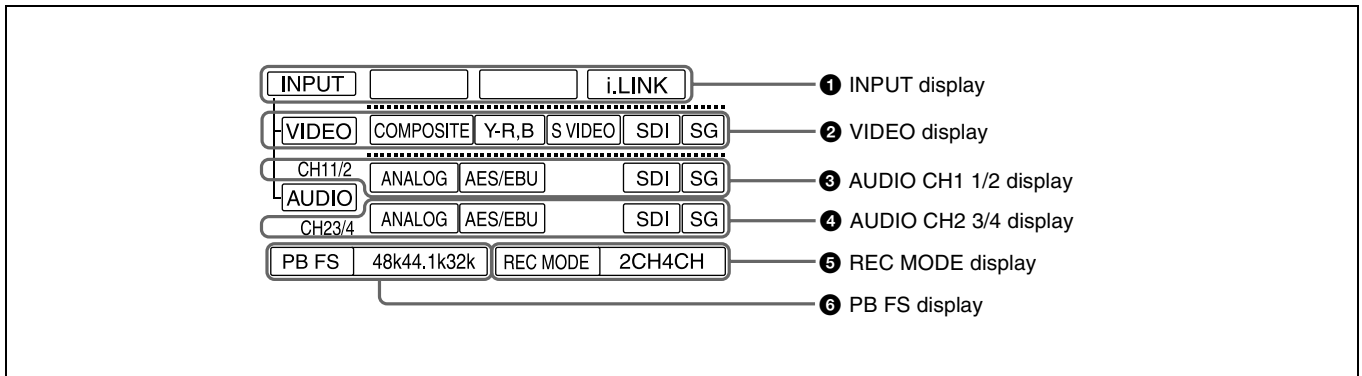 INPUT i.LINK ❶ INPUT display
VIDEO COMPOSITE Y-R,B S VIDEO SDI SG ❷ VIDEO display
CH11/2 ANALOG AES/EBU SDI SG ❸ AUDIO CH1 1/2 display
AUDIO
CH23/4 ANALOG AES/EBU SDI SG ❹ AUDIO CH2 3/4 display
PB FS 48k44.1k32k REC MODE 2CH4CH ❺ REC MODE display
❻ PB FS display